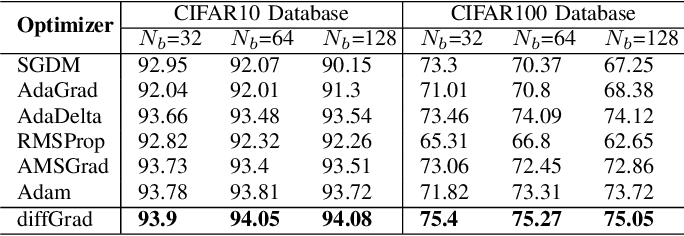 Optimizer CIFAR10 Database CIFAR100 Database
N_b=32 N_b=64 N_b=128 N_b=32 N_b=64 N_b=128
SGDM 92.95 92.07 90.15 73.3 70.37 67.25
AdaGrad 92.04 92.01 91.3 71.01 70.8 68.38
AdaDelta 93.66 93.48 93.54 73.46 74.09 74.12
RMSProp 92.82 92.32 92.26 65.31 66.8 62.65
AMSGrad 93.73 93.4 93.51 73.06 72.45 72.86
Adam 93.78 93.81 93.72 71.82 73.31 73.72
diffGrad 93.9 94.05 94.08 75.4 75.27 75.05